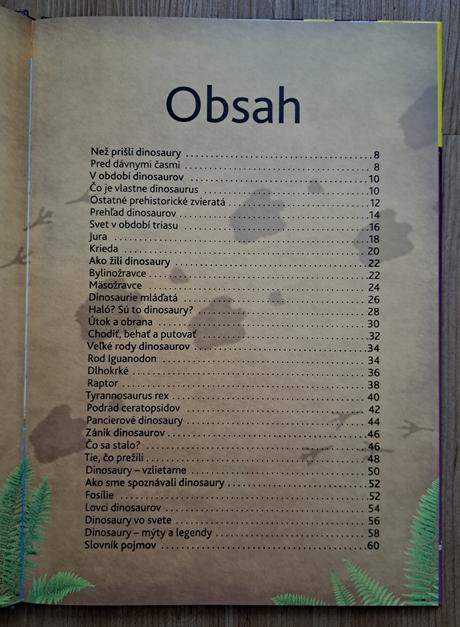 Obsah
Než prišli dinosaury ........ 8
Pred dávnymi časmi ........ 8
V období dinosaurov ........ 10
Čo je vlastne dinosaurus ........ 10
Ostatné prehistorické zvieratá ........ 12
Prehľad dinosaurov ........ 14
Svet v období triasu ........ 16
Jura ........ 18
Krieda ........ 20
Ako žili dinosaury ........ 22
Bylinožravce ........ 22
Mäsožravce ........ 24
Dinosaurie mláďatá ........ 26
Haló? Sú to dinosaury? ........ 28
Útok a obrana ........ 30
Chodiť, behať a putovať ........ 32
Veľké rody dinosaurov ........ 34
Rod Iguanodon ........ 34
Dlhokrké ........ 36
Raptor ........ 38
Tyrannosaurus rex ........ 40
Podrad ceratopsidov ........ 42
Pancierové dinosaury ........ 44
Zánik dinosaurov ........ 46
Čo sa stalo? ........ 46
Tie, čo prežili ........ 48
Dinosaury – vzlietame ........ 50
Ako sme spoznávali dinosaury ........ 52
Fosílie ........ 52
Lovci dinosaurov ........ 54
Dinosaury vo svete ........ 56
Dinosaury – mýty a legendy ........ 58
Slovník pojmov ........ 60